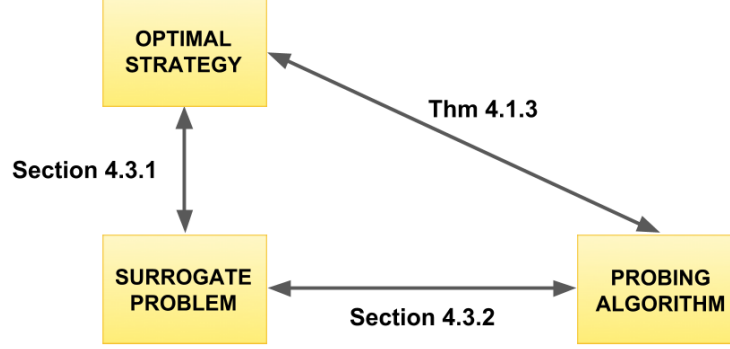 OPTIMAL
STRATEGY
Thm 4.1.3
Section 4.3.1
SURROGATE
PROBLEM
PROBING
ALGORITHM
Section 4.3.2